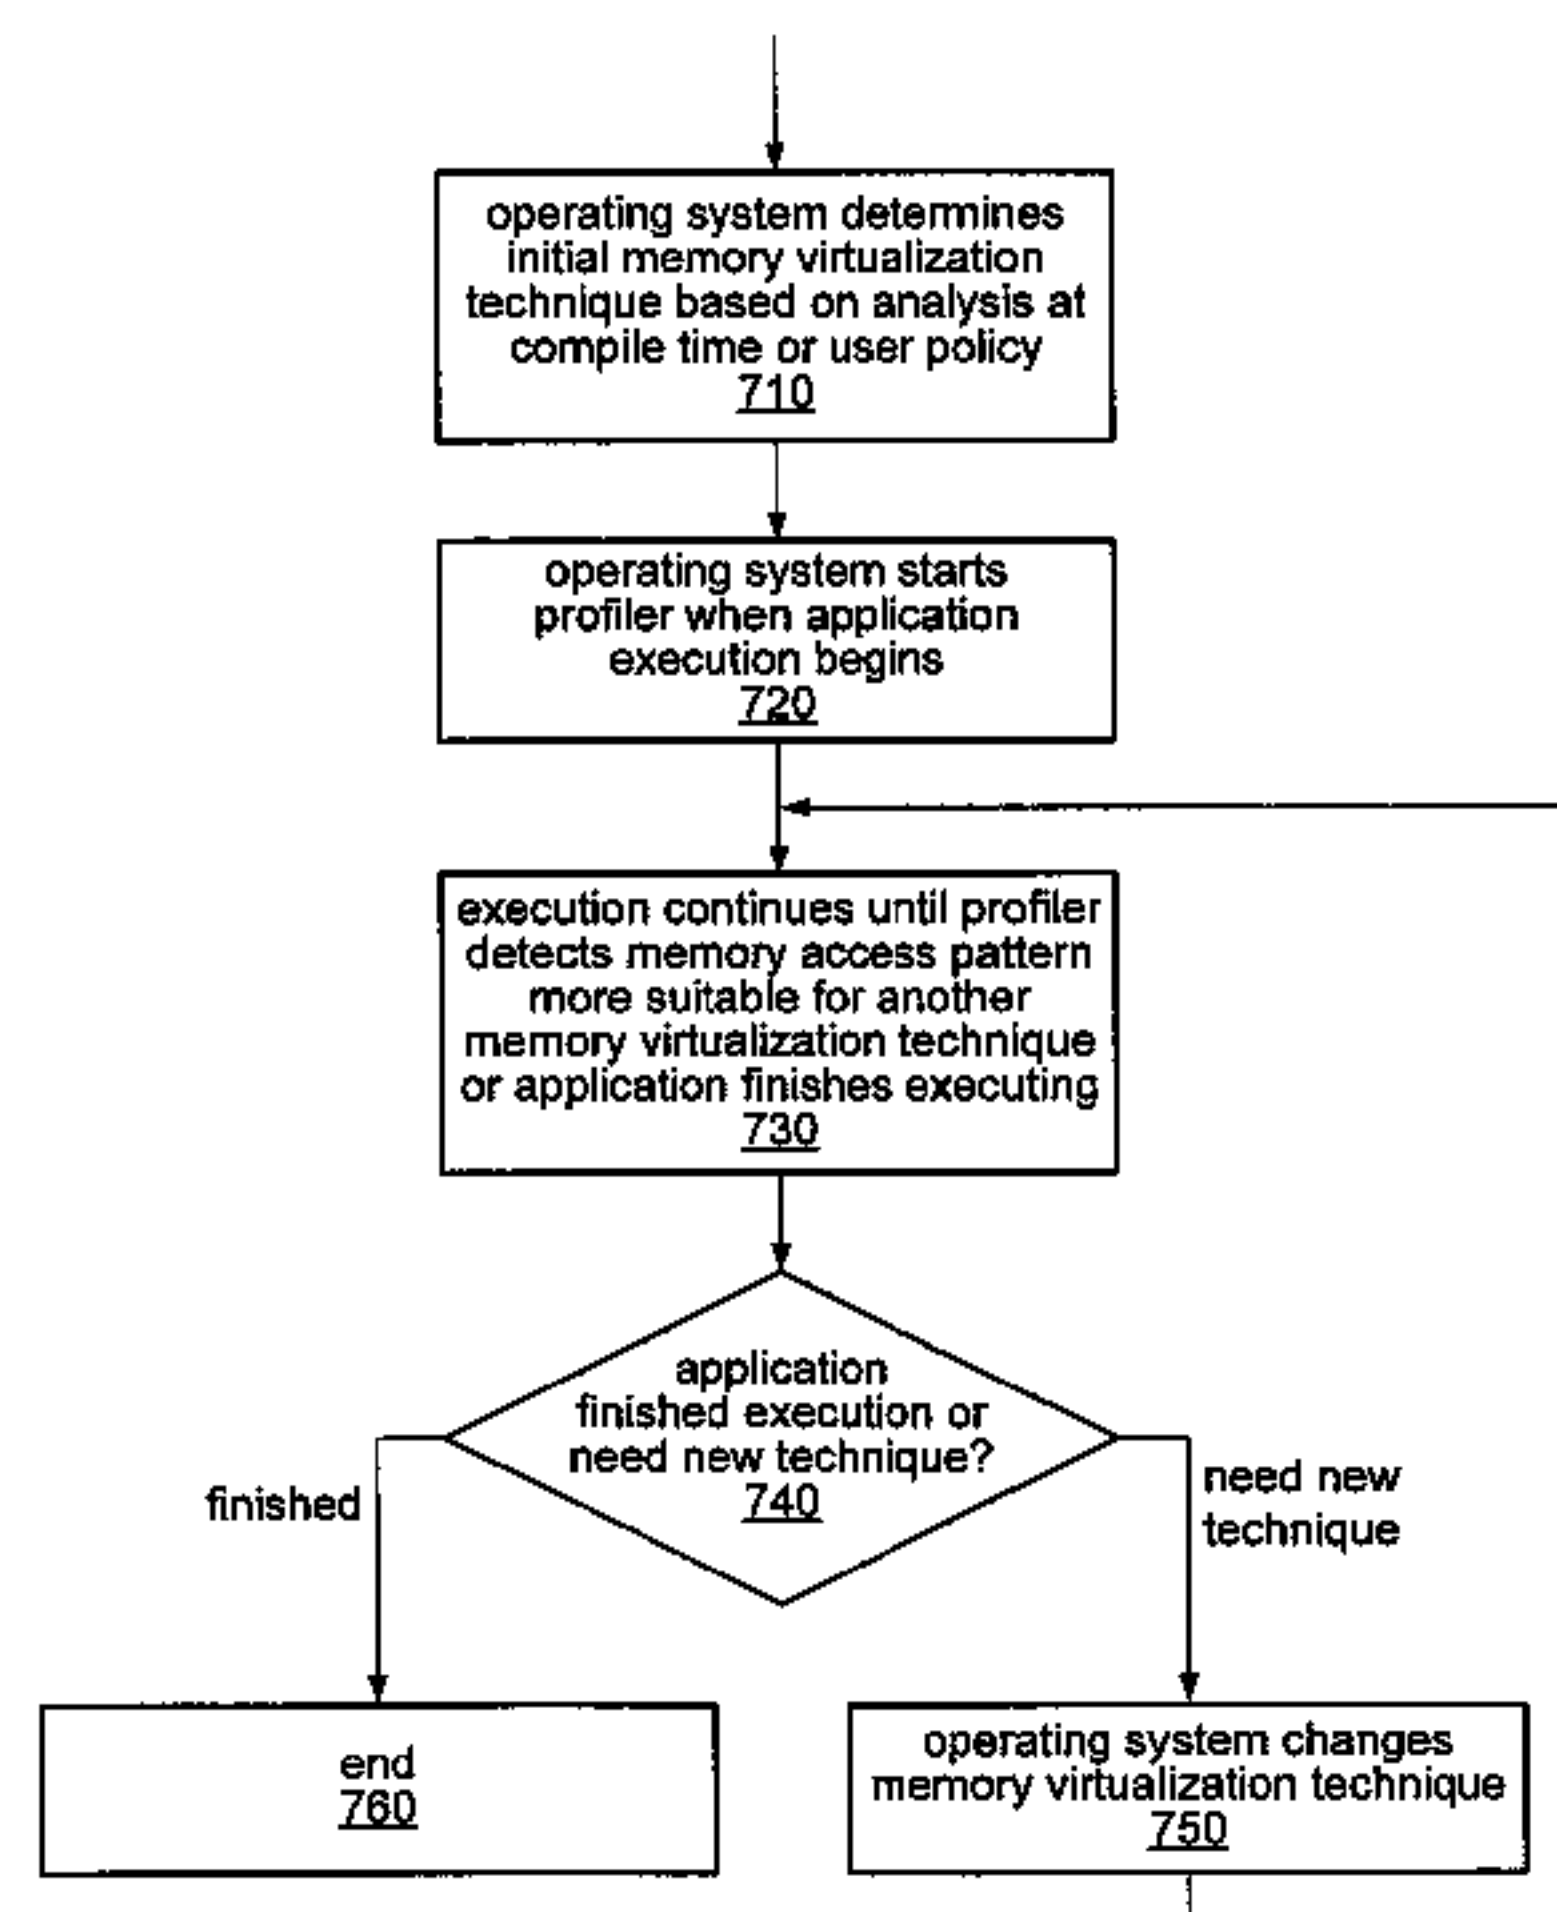 operating system determines
initial memory virtualization
technique based on analysis at
compile time or user policy
710
operating system starts
profiler when application
execution begins
720
execution continues until profiler
detects memory access pattern
more suitable for another
memory virtualization technique
or application finishes executing
730
application
finished execution or
need new technique?
740
finished
need new
technique
end
760
operating system changes
memory virtualization technique
750